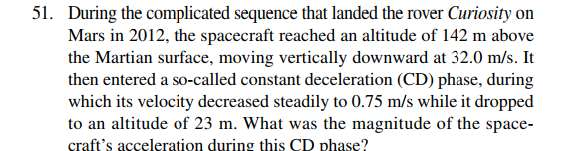 51. During the complicated sequence that landed the rover Curiosity on
Mars in 2012, the spacecraft reached an altitude of 142 m above
the Martian surface, moving vertically downward at 32.0 m/s. It
then entered a so-called constant deceleration (CD) phase, during
which its velocity decreased steadily to 0.75 m/s while it dropped
to an altitude of 23 m. What was the magnitude of the space-
craft's acceleration during this CD phase?